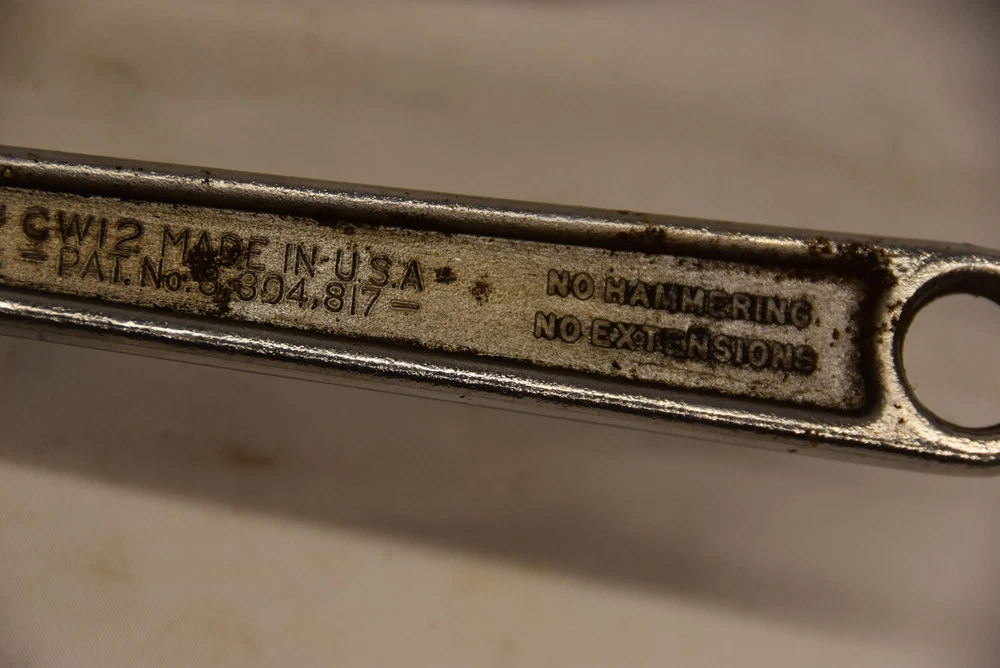 CW12 MADE IN U.S.A
PAT. No. 3,304,817
NO HAMMERING
NO EXTENSIONS